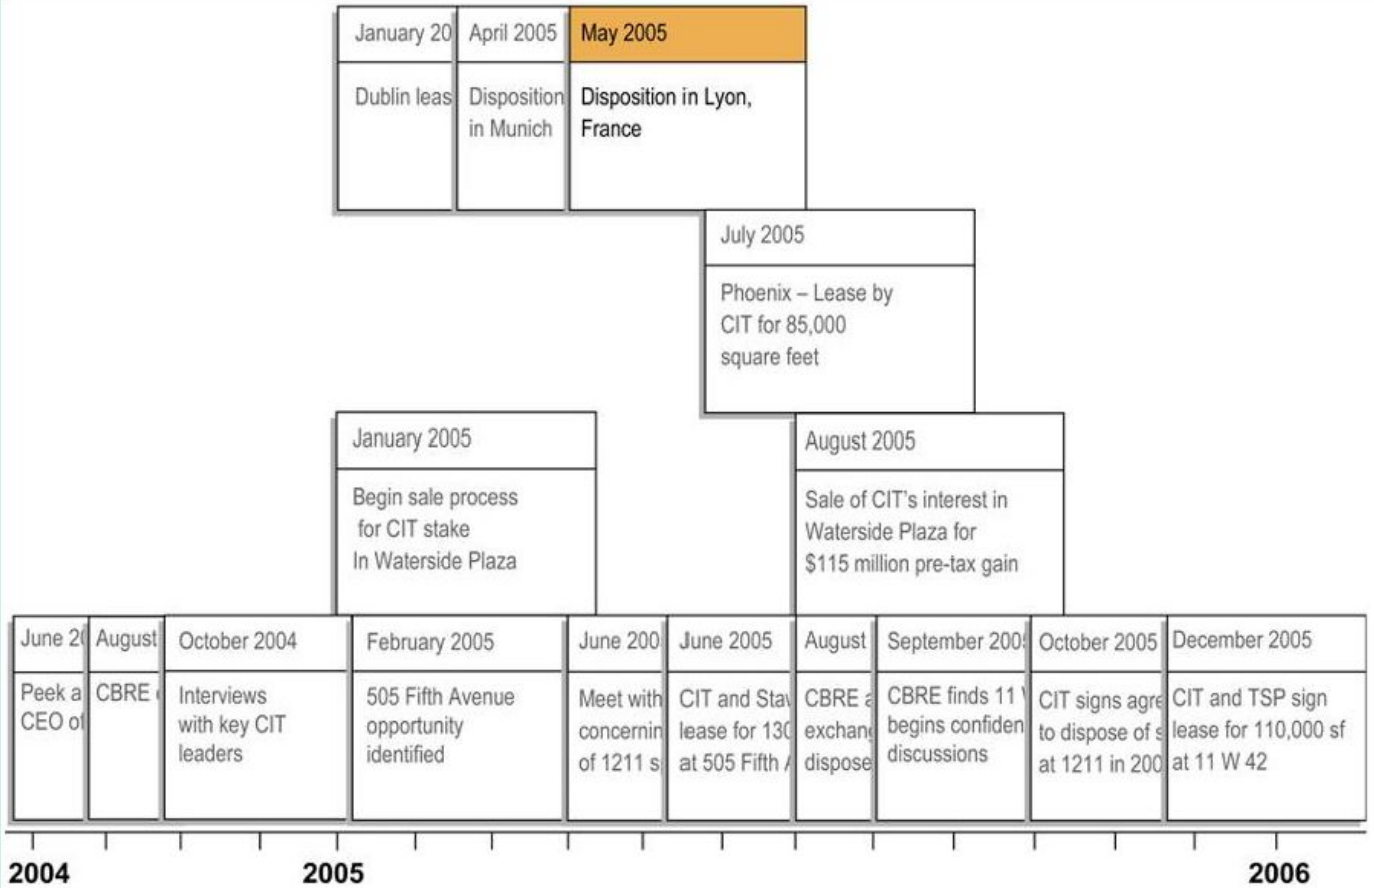 January 20
Dublin leas
April 2005
Disposition
in Munich
May 2005
Disposition in Lyon,
France
July 2005
Phoenix – Lease by
CIT for 85,000
square feet
January 2005
Begin sale process
for CIT stake
In Waterside Plaza
August 2005
Sale of CIT's interest in
Waterside Plaza for
$115 million pre-tax gain
June 20
Peek a
CEO of
August
CBRE
October 2004
Interviews
with key CIT
leaders
February 2005
505 Fifth Avenue
opportunity
identified
June 200
Meet with
concernin
of 1211 s
June 2005
CIT and Stav
lease for 130
at 505 Fifth
August
CBRE a
exchang
dispose
September 2005
CBRE finds 11
begins confiden
discussions
October 2005
CIT signs agre
to dispose of s
at 1211 in 200
December 2005
CIT and TSP sign
lease for 110,000 sf
at 11 W 42
2004
2005
2006